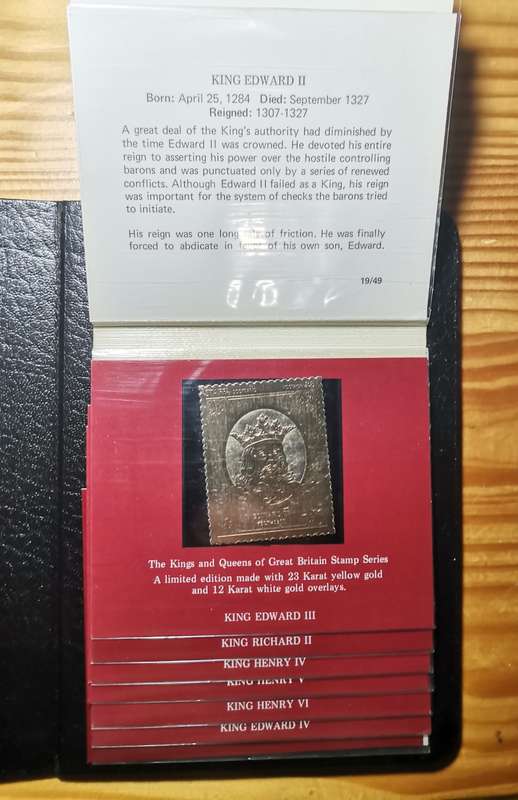 KING EDWARD II
Born: April 25, 1284 Died: September 1327
Reigned: 1307-1327
A great deal of the King's authority had diminished by
the time Edward II was crowned. He devoted his entire
reign to asserting his power over the hostile controlling
barons and was punctuated only by a series of renewed
conflicts. Although Edward II failed as a King, his reign
was important for the system of checks the barons tried
to initiate.
His reign was one long of friction. He was finally
forced to abdicate in of his own son, Edward.
19/49
The Kings and Queens of Great Britain Stamp Series
A limited edition made with 23 Karat yellow gold
and 12 Karat white gold overlays.
KING EDWARD III
KING RICHARD II
KING HENRY IV
KING HENRY V
KING HENRY VI
KING EDWARD IV